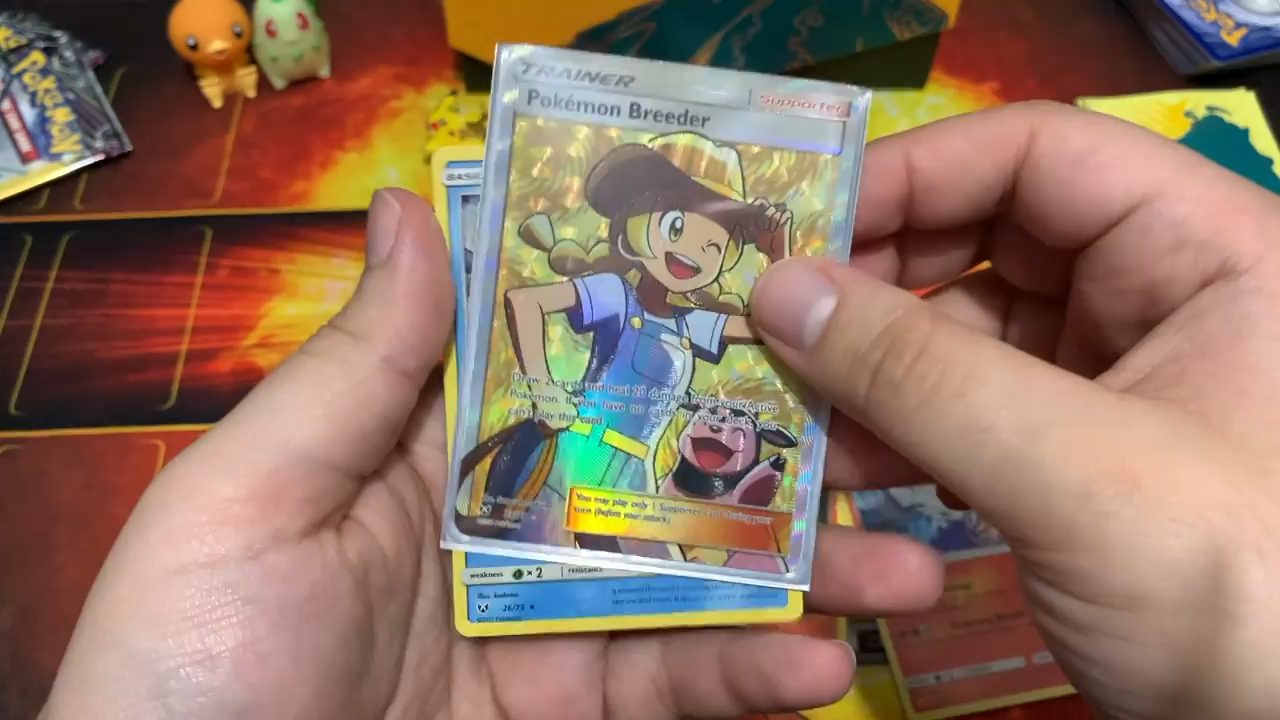 POKéMON
TRAINER
Supporter
Pokémon Breeder
BASIC
Draw 2 cards and heal 20 damage from your Active
Pokémon. If you have no cards in your deck, you
can't play this card.
You may play only 1 Supporter card during your
turn (before your attack).
weakness
×2
resistance
26/73